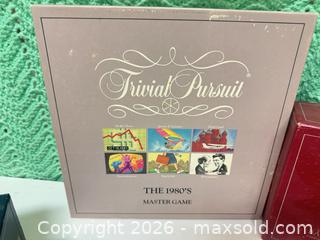 Trivial Pursuit
THE 1980'S
MASTER GAME
Copyright 2026 - maxsold.com